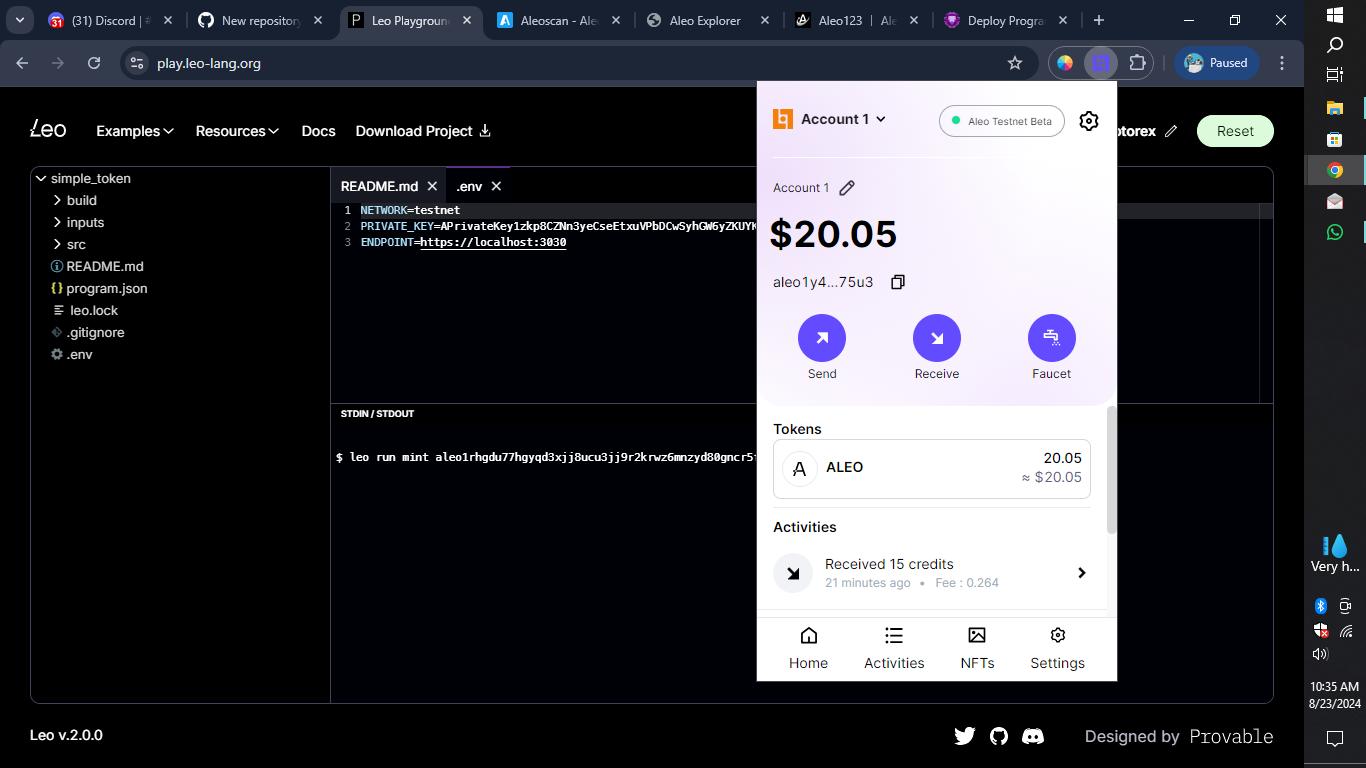 (31) Discord | #
New repository
Leo Playground
Aleoscan - Ale
Aleo Explorer
Aleo123 | Al
Deploy Progra
play.leo-lang.org
Paused
Leo
Examples
Resources
Docs
Download Project
otorex
Reset
simple_token
build
inputs
src
README.md
program.json
leo.lock
.gitignore
.env
README.md
.env
1 NETWORK=testnet
2 PRIVATE_KEY=APrivateKey1zkp8CZNn3yeCseEtxuVPbDCwSyhGW6yZKUYK
3 ENDPOINT=https://localhost:3030
STDIN / STDOUT
$ leo run mint aleo1rhgdu77hgyqd3xjj8ucu3jj9r2krwz6mnzyd80gncr5
Account 1
Aleo Testnet Beta
Account 1
$20.05
aleo1y4...75u3
Send
Receive
Faucet
Tokens
ALEO
20.05
≈ $20.05
Activities
Received 15 credits
21 minutes ago • Fee : 0.264
Home
Activities
NFTs
Settings
Leo v.2.0.0
Designed by Provable
Very h...
10:35 AM
8/23/2024